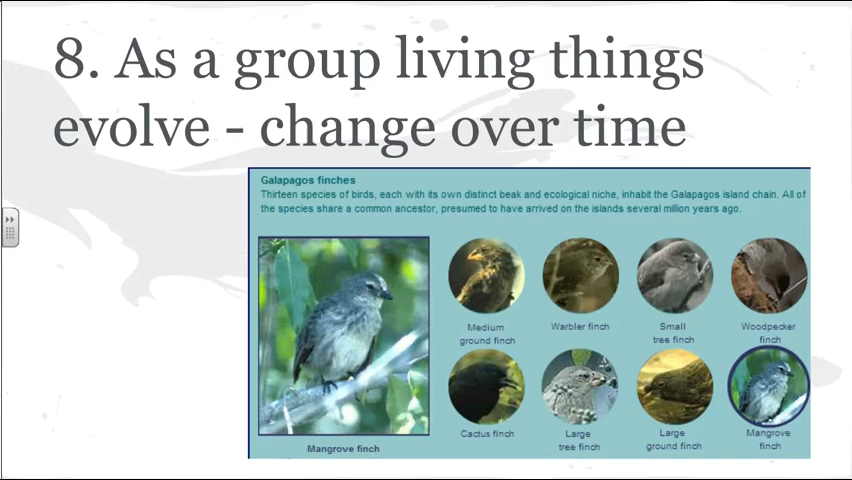 8. As a group living things
evolve - change over time
Galapagos finches
Thirteen species of birds, each with its own distinct beak and ecological niche, inhabit the Galapagos island chain. All of
the species share a common ancestor, presumed to have arrived on the islands several million years ago.
Medium
ground finch
Warbler finch
Small
tree finch
Woodpecker
finch
Cactus finch
Large
tree finch
Large
ground finch
Mangrove
finch
Mangrove finch